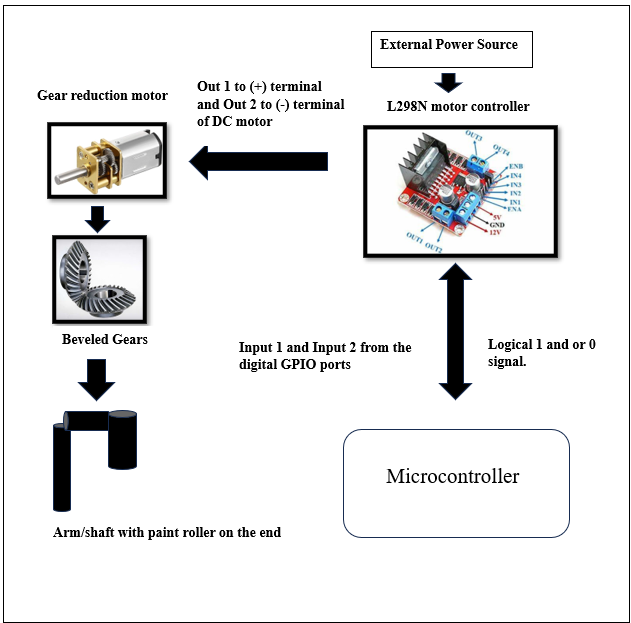 External Power Source
Gear reduction motor
Out 1 to (+) terminal
and Out 2 to (-) terminal
of DC motor
L298N motor controller
OUT3
OUT4
ENB
IN4
IN3
IN2
IN1
ENA
5V
GND
12V
OUT1 OUT2
Beveled Gears
Input 1 and Input 2 from the
digital GPIO ports
Logical 1 and or 0
signal.
Microcontroller
Arm/shaft with paint roller on the end